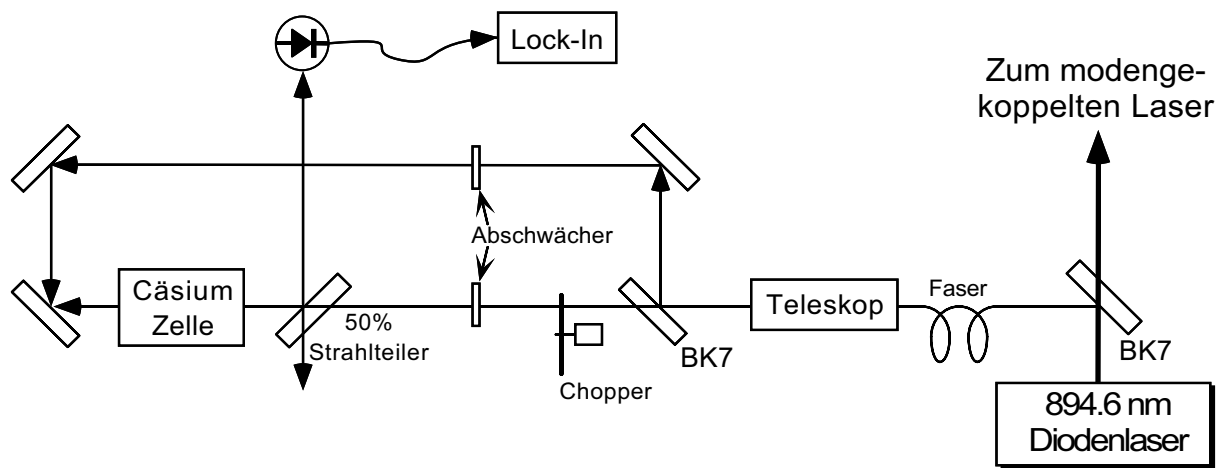 Lock-In
Zum modenge-
koppelten Laser
Abschwächer
Cäsium
Zelle
50%
Strahlteiler
Chopper
BK7
Teleskop
Faser
BK7
894.6 nm
Diodenlaser